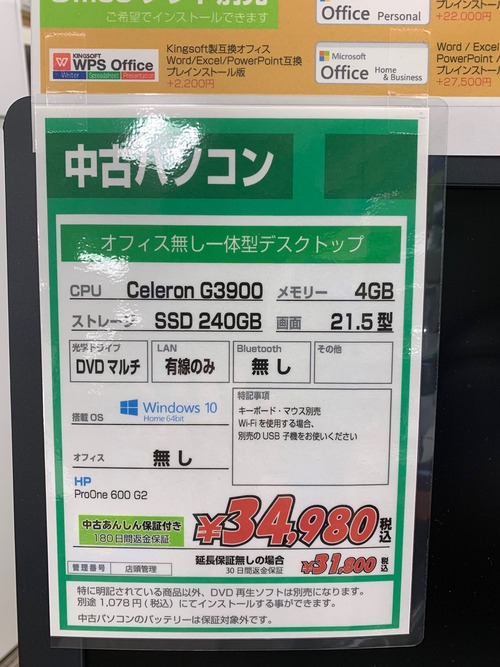 ご希望でインストールできます
Office Personal
+22,000円
KINGSOFT
WPS Office
Writer Spreadsheet Presentation
Kingsoft製互換オフィス
Word/Excel/PowerPoint互換
プレインストール版
+2,200円
Microsoft
Office Home & Business
Word / Exce
PowerPoint /
プレインストール
+27,500円
中古パソコン
オフィス無し一体型デスクトップ
CPU Celeron G3900 メモリー 4GB
ストレージ SSD 240GB 画面 21.5型
光学ドライブ LAN Bluetooth その他
DVDマルチ 有線のみ 無し
搭載OS Windows 10
Home 64bit
特記事項
キーボード・マウス別売
Wi-Fiを使用する場合、
別売のUSB子機をお使いください
オフィス 無し
HP
ProOne 600 G2
中古あんしん保証付き
180日間返金保証
¥34,980税込
延長保証無しの場合
30日間返金保証
¥31,800税込
管理番号 店頭管理
特に明記されている商品以外、DVD再生ソフトは別売になります。
別途1,078円(税込)にてインストールする事ができます。
中古パソコンのバッテリーは保証対象外です。